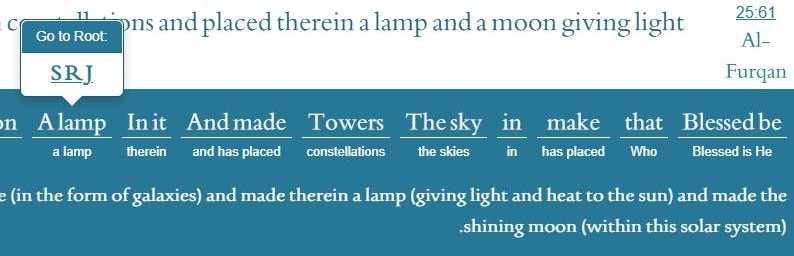 constellations and placed therein a lamp and a moon giving light
25:61
Al-
Furqan
Go to Root:
SRJ
on A lamp In it And made Towers The sky in make that Blessed be
a lamp therein and has placed constellations the skies in has placed Who Blessed is He
e (in the form of galaxies) and made therein a lamp (giving light and heat to the sun) and made the
.shining moon (within this solar system)